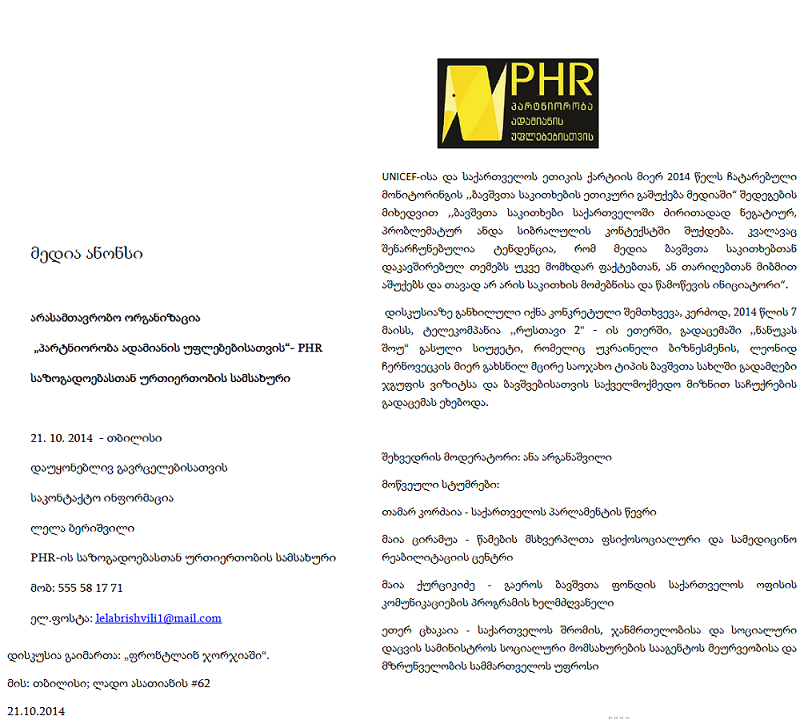 მედია ანონსი
არასამთავრობო ორგანიზაცია
„პარტნიორობა ადამიანის უფლებებისათვის“- PHR
საზოგადოებასთან ურთიერთობის სამსახური
21. 10. 2014 - თბილისი
დაუყონებლივ გავრცელებისათვის
საკონტაქტო ინფორმაცია
ლელა ბერიშვილი
PHR-ის საზოგადოებასთან ურთიერთობის სამსახური
მობ: 555 58 17 71
ელ.ფოსტა: lelabrishvili1@mail.com
დისკუსია გაიმართა: „ფრონტლაინ ჯორჯიაში“.
მის: თბილისი; ლადო ასათიანის #62
21.10.2014
PHR
პარტნიორობა
ადამიანის
უფლებებისთვის
UNICEF-ისა და საქართველოს ეთიკის ქარტიის მიერ 2014 წელს ჩატარებული
მონიტორინგის ,,ბავშვთა საკითხების ეთიკური გაშუქება მედიაში“ შედეგების
მიხედვით ,,ბავშვთა საკითხები საქართველოში ძირითადად ნეგატიურ,
პრობლემატურ ანდა სიბრალულის კონტექსტში შუქდება. კვალავაც
შენარჩუნებულია ტენდენცია, რომ მედია ბავშვთა საკითხებთან
დაკავშირებულ თემებს უკვე მომხდარ ფაქტებთან, ან თარიღებთან მიბმით
აშუქებს და თავად არ არის საკითხის მოძებნისა და წამოწევის ინიციატორი“.
დისკუსიაზე განხილული იქნა კონკრეტული შემთხვევა, კერძოდ, 2014 წლის 7
მაისს, ტელეკომპანია ,,რუსთავი 2“ - ის ეთერში, გადაცემაში ,,ნანუკას
შოუ“ გასული სიუჟეტი, რომელიც უკრაინელი ბიზნესმენის, ლეონიდ
ჩერნოვეცკის მიერ გახსნილ მცირე საოჯახო ტიპის ბავშვთა სახლში გადამღები
ჯგუფის ვიზიტსა და ბავშვებისათვის საქველმოქმედო მიზნით საჩუქრების
გადაცემას ეხებოდა.
შეხვედრის მოდერატორი: ანა არგანაშვილი
მოწვეული სტუმრები:
თამარ კორძაია - საქართველოს პარლამენტის წევრი
მაია ცირამუა - წამების მსხვერპლთა ფსიქოსოციალური და სამედიცინო
რეაბილიტაციის ცენტრი
მაია ქურციკიძე - გაეროს ბავშვთა ფონდის საქართველოს ოფისის
კომუნიკაციების პროგრამის ხელმძღვანელი
ეთერ ცხაკაია - საქართველოს შრომის, ჯანმრთელობისა და სოციალური
დაცვის სამინისტროს სოციალური მომსახურების სააგენტოს მეურვეობისა და
მზრუნველობის სამმართველოს უფროსი